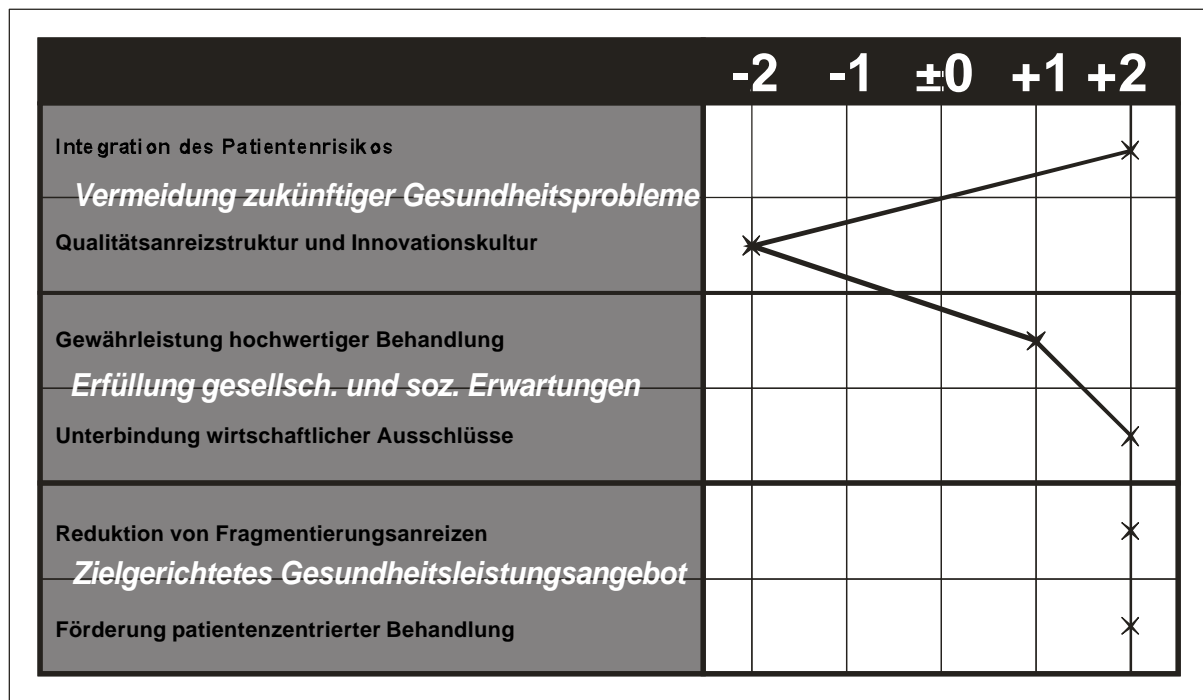 -2 -1 ±0 +1 +2
Integration des Patientenrisikos
Vermeidung zukünftiger Gesundheitsprobleme
Qualitätsanreizstruktur und Innovationskultur
Gewährleistung hochwertiger Behandlung
Erfüllung gesellsch. und soz. Erwartungen
Unterbindung wirtschaftlicher Ausschlüsse
Reduktion von Fragmentierungsanreizen
Zielgerichtetes Gesundheitsleistungsangebot
Förderung patientenzentrierter Behandlung